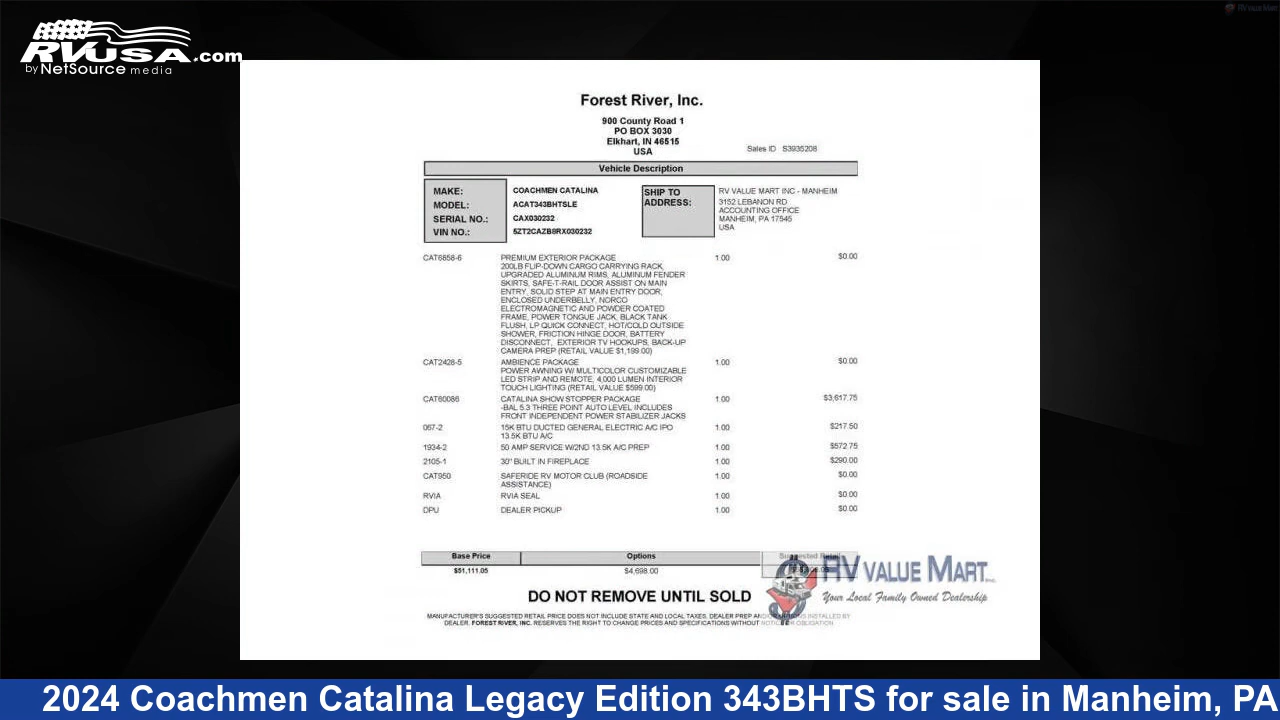 RV Value Mart
RVUSA.com
by NetSource media
Forest River, Inc.
900 County Road 1
PO BOX 3030
Elkhart, IN 46515
USA
Sales ID S3935208
Vehicle Description
MAKE: COACHMEN CATALINA
MODEL: ACAT343BHTSLE
SERIAL NO.: CAX030232
VIN NO.: 5ZT2CAZB8RX030232
SHIP TO
ADDRESS:
RV VALUE MART INC - MANHEIM
3152 LEBANON RD
ACCOUNTING OFFICE
MANHEIM, PA 17545
USA
CAT6858-6 PREMIUM EXTERIOR PACKAGE 1.00 $0.00
200LB FLIP-DOWN CARGO CARRYING RACK,
UPGRADED ALUMINUM RIMS, ALUMINUM FENDER
SKIRTS, SAFE-T-RAIL DOOR ASSIST ON MAIN
ENTRY, SOLID STEP AT MAIN ENTRY DOOR,
ENCLOSED UNDERBELLY, NORCO
ELECTROMAGNETIC AND POWDER COATED
FRAME, POWER TONGUE JACK, BLACK TANK
FLUSH, LP QUICK CONNECT, HOT/COLD OUTSIDE
SHOWER, FRICTION HINGE DOOR, BATTERY
DISCONNECT, EXTERIOR TV HOOKUPS, BACK-UP
CAMERA PREP (RETAIL VALUE $1,199.00)
CAT2428-5 AMBIENCE PACKAGE 1.00 $0.00
POWER AWNING W/ MULTICOLOR CUSTOMIZABLE
LED STRIP AND REMOTE, 4,000 LUMEN INTERIOR
TOUCH LIGHTING (RETAIL VALUE $599.00)
CAT60086 CATALINA SHOW STOPPER PACKAGE 1.00 $3,617.75
-BAL 5.3 THREE POINT AUTO LEVEL INCLUDES
FRONT INDEPENDENT POWER STABILIZER JACKS
067-2 15K BTU DUCTED GENERAL ELECTRIC A/C IPO 1.00 $217.50
13.5K BTU A/C
1934-2 50 AMP SERVICE W/2ND 13.5K A/C PREP 1.00 $572.75
2105-1 30" BUILT IN FIREPLACE 1.00 $290.00
CAT950 SAFERIDE RV MOTOR CLUB (ROADSIDE 1.00 $0.00
ASSISTANCE)
RVIA RVIA SEAL 1.00 $0.00
DPU DEALER PICKUP 1.00 $0.00
Base Price Options Suggested Retail
$51,111.05 $4,698.00
RV VALUE MART INC.
Your Local Family Owned Dealership
DO NOT REMOVE UNTIL SOLD
MANUFACTURER'S SUGGESTED RETAIL PRICE DOES NOT INCLUDE STATE AND LOCAL TAXES, DEALER PREP AND INSTALLED BY
DEALER. FOREST RIVER, INC. RESERVES THE RIGHT TO CHANGE PRICES AND SPECIFICATIONS WITHOUT NOTICE OR OBLIGATION.
2024 Coachmen Catalina Legacy Edition 343BHTS for sale in Manheim, PA